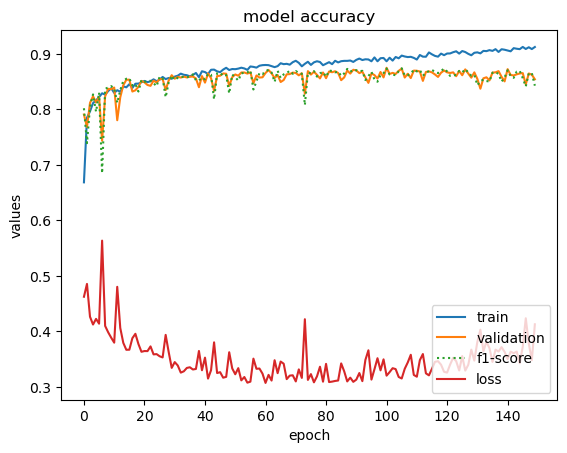 model accuracy
values
0.9
0.8
0.7
0.6
0.5
0.4
0.3
train
validation
f1-score
loss
0 20 40 60 80 100 120 140
epoch